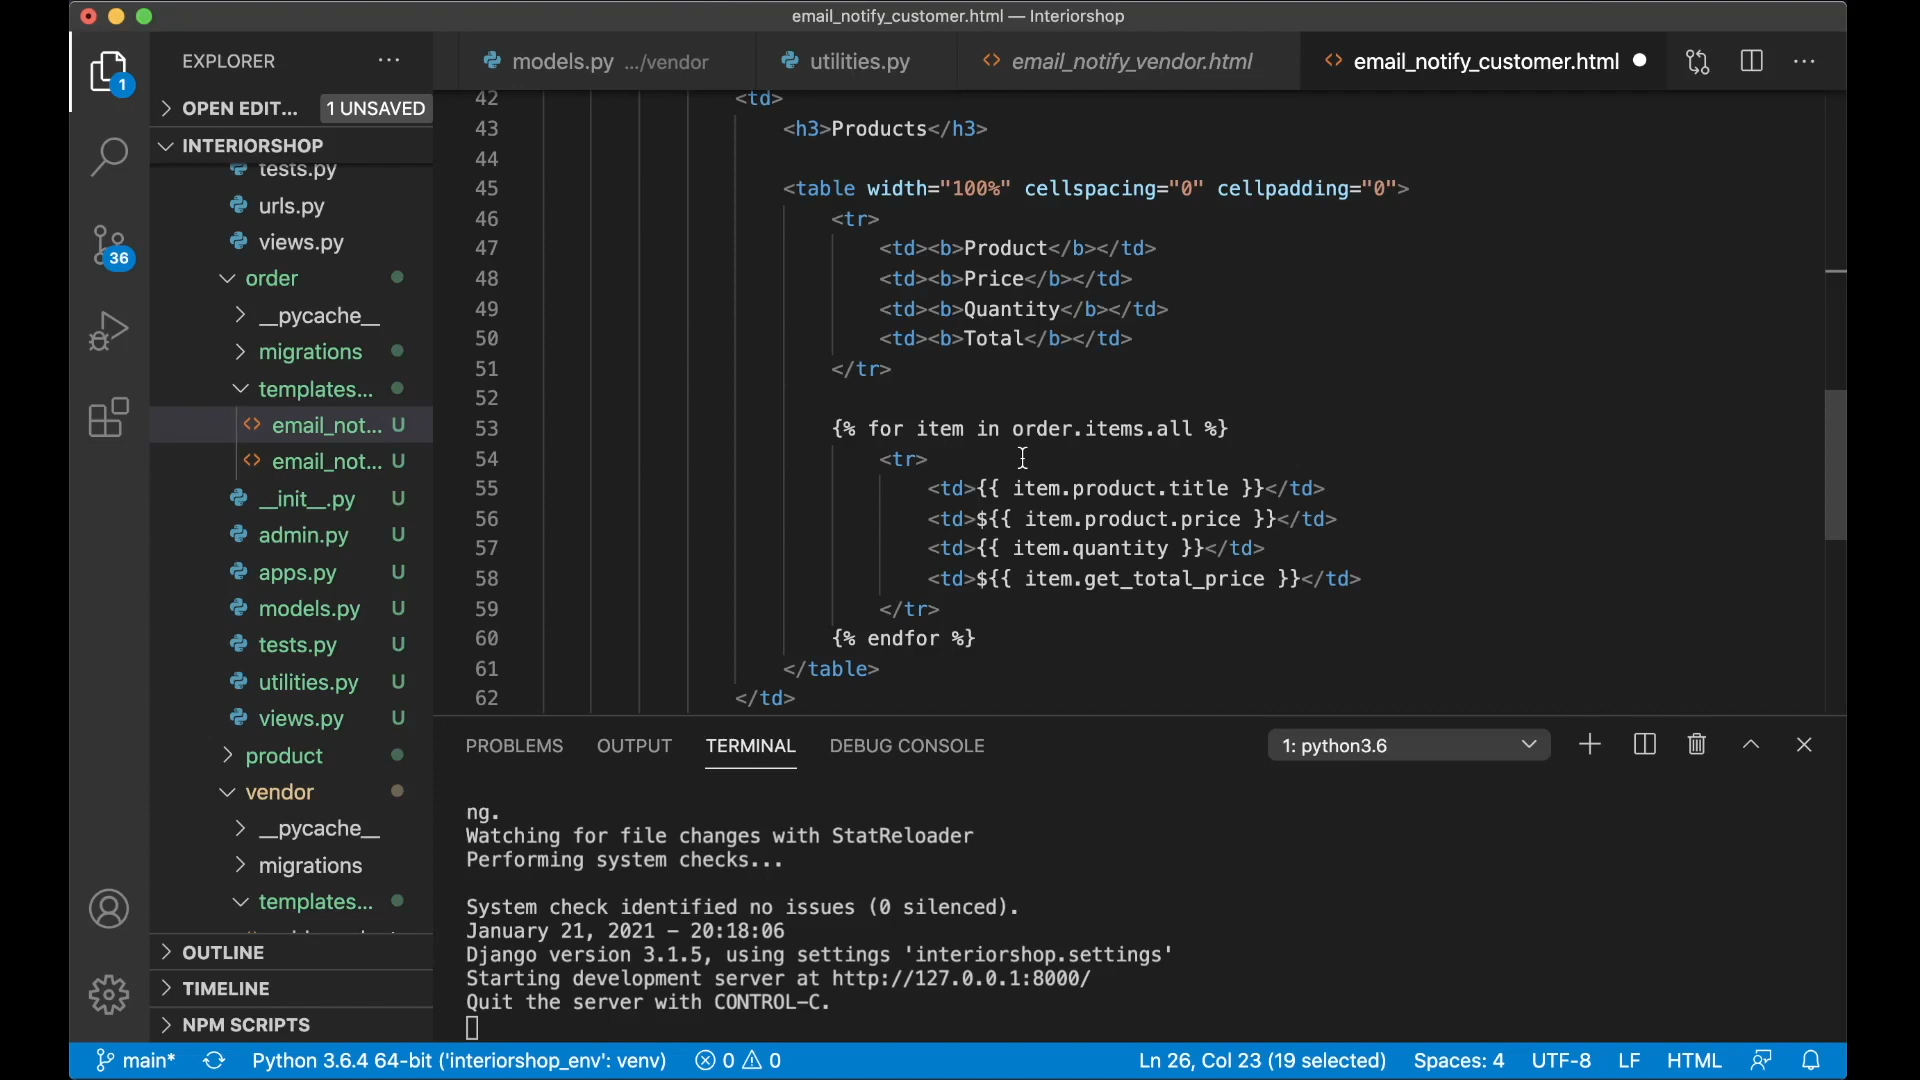 email_notify_customer.html — Interiorshop
EXPLORER
models.py .../vendor
utilities.py
email_notify_vendor.html
email_notify_customer.html
1
OPEN EDIT... 1 UNSAVED
INTERIORSHOP
tests.py
urls.py
views.py
36
order
__pycache__
migrations
templates...
email_not... U
email_not... U
__init__.py U
admin.py U
apps.py U
models.py U
tests.py U
utilities.py U
views.py U
product
vendor
__pycache__
migrations
templates...
OUTLINE
TIMELINE
NPM SCRIPTS
42 <td>
43 <h3>Products</h3>
44
45 <table width="100%" cellspacing="0" cellpadding="0">
46 <tr>
47 <td><b>Product</b></td>
48 <td><b>Price</b></td>
49 <td><b>Quantity</b></td>
50 <td><b>Total</b></td>
51 </tr>
52
53 {% for item in order.items.all %}
54 <tr>
55 <td>{{ item.product.title }}</td>
56 <td>${{ item.product.price }}</td>
57 <td>{{ item.quantity }}</td>
58 <td>${{ item.get_total_price }}</td>
59 </tr>
60 {% endfor %}
61 </table>
62 </td>
PROBLEMS OUTPUT TERMINAL DEBUG CONSOLE
1: python3.6
ng.
Watching for file changes with StatReloader
Performing system checks...
System check identified no issues (0 silenced).
January 21, 2021 - 20:18:06
Django version 3.1.5, using settings 'interiorshop.settings'
Starting development server at http://127.0.0.1:8000/
Quit the server with CONTROL-C.
main* Python 3.6.4 64-bit ('interiorshop_env': venv) 0 0 Ln 26, Col 23 (19 selected) Spaces: 4 UTF-8 LF HTML